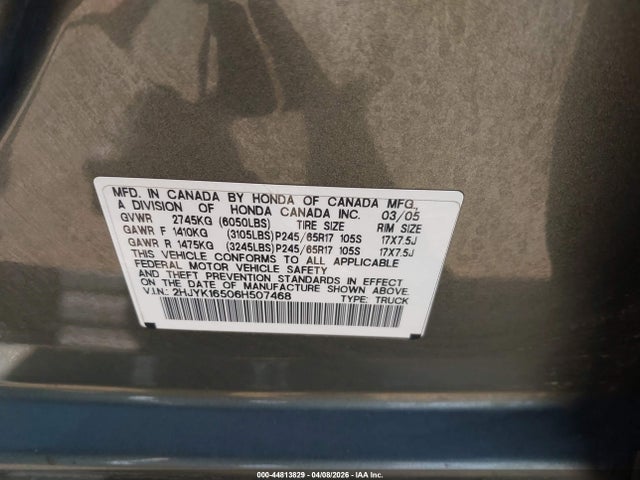 MFD. IN CANADA BY HONDA OF CANADA MFG.,
A DIVISION OF HONDA CANADA INC. 03/05
GVWR 2745KG (6050LBS) TIRE SIZE RIM SIZE
GAWR F 1410KG (3105LBS) P245/65R17 105S 17X7.5J
GAWR R 1475KG (3245LBS) P245/65R17 105S 17X7.5J
THIS VEHICLE CONFORMS TO ALL APPLICABLE
FEDERAL MOTOR VEHICLE SAFETY
AND THEFT PREVENTION STANDARDS IN EFFECT
ON THE DATE OF MANUFACTURE SHOWN ABOVE.
V.I.N.: 2HJYK16506H507468 TYPE: TRUCK
000-44813829 - 04/08/2026 - IAA Inc.